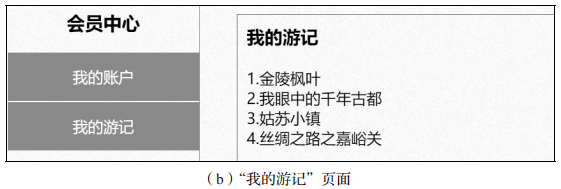 会员中心
我的账户
我的游记
我的游记
1.金陵枫叶
2.我眼中的千年古都
3.姑苏小镇
4.丝绸之路之嘉峪关
（b）“我的游记”页面